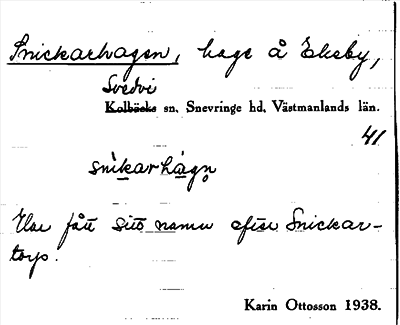 Snickarhagen, hage å Ekeby,
Svedvi
Kolbäcks sn. Snevringe hd, Västmanlands län.
41
snìkarhàgn̥
Har fått sitt namn efter Snickar-
torp.
Karin Ottosson 1938.